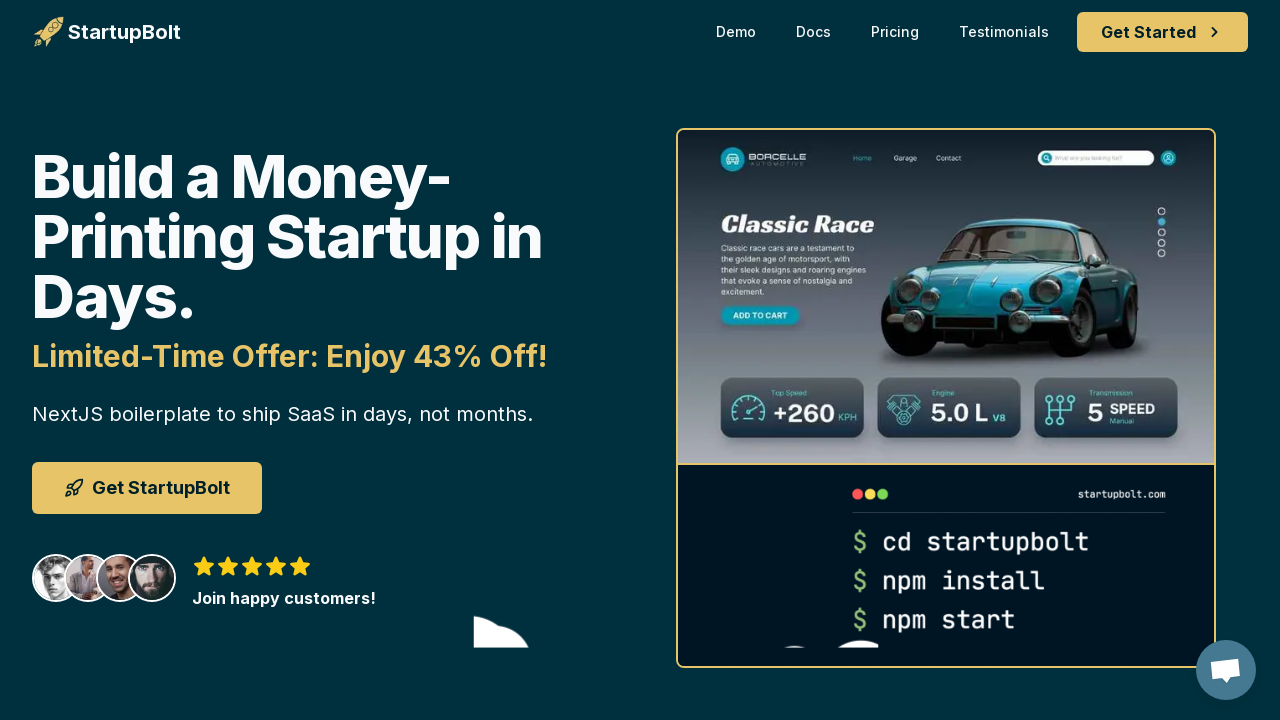 StartupBolt
Demo
Docs
Pricing
Testimonials
Get Started
Build a Money-
Printing Startup in
Days.
Limited-Time Offer: Enjoy 43% Off!
NextJS boilerplate to ship SaaS in days, not months.
Get StartupBolt
Join happy customers!
BORCELLE
AUTOMOTIVE
Home
Garage
Contact
What are you looking for?
Classic Race
Classic race cars are a testament to
the golden age of motorsport, with
their sleek designs and roaring engines
that evoke a sense of nostalgia and
excitement.
ADD TO CART
Top Speed
+260 KPH
Engine
5.0 L V8
Transmission
5 SPEED
Manual
startupbolt.com
$ cd startupbolt
$ npm install
$ npm start